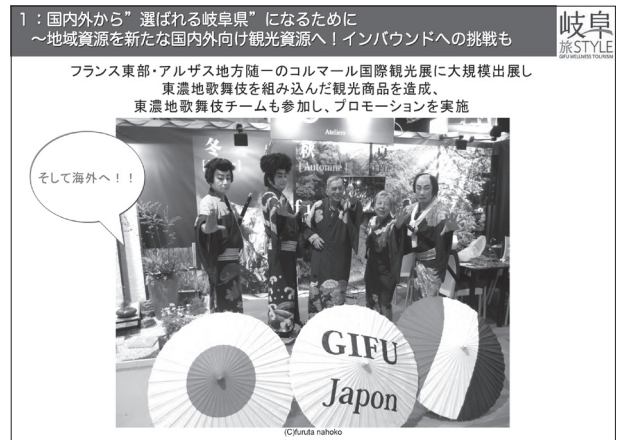 1：国内外から”選ばれる岐阜県”になるために
～地域資源を新たな国内外向け観光資源へ！インバウンドへの挑戦も
岐阜
旅STYLE
GIFU WELLNESS TOURISM
フランス東部・アルザス地方随一のコルマール国際観光展に大規模出展し
東濃地歌舞伎を組み込んだ観光商品を造成、
東濃地歌舞伎チームも参加し、プロモーションを実施
そして海外へ！！
Ateliers
冬
秋
[Automne]
GIFU
Japon
(C)furuta nahoko